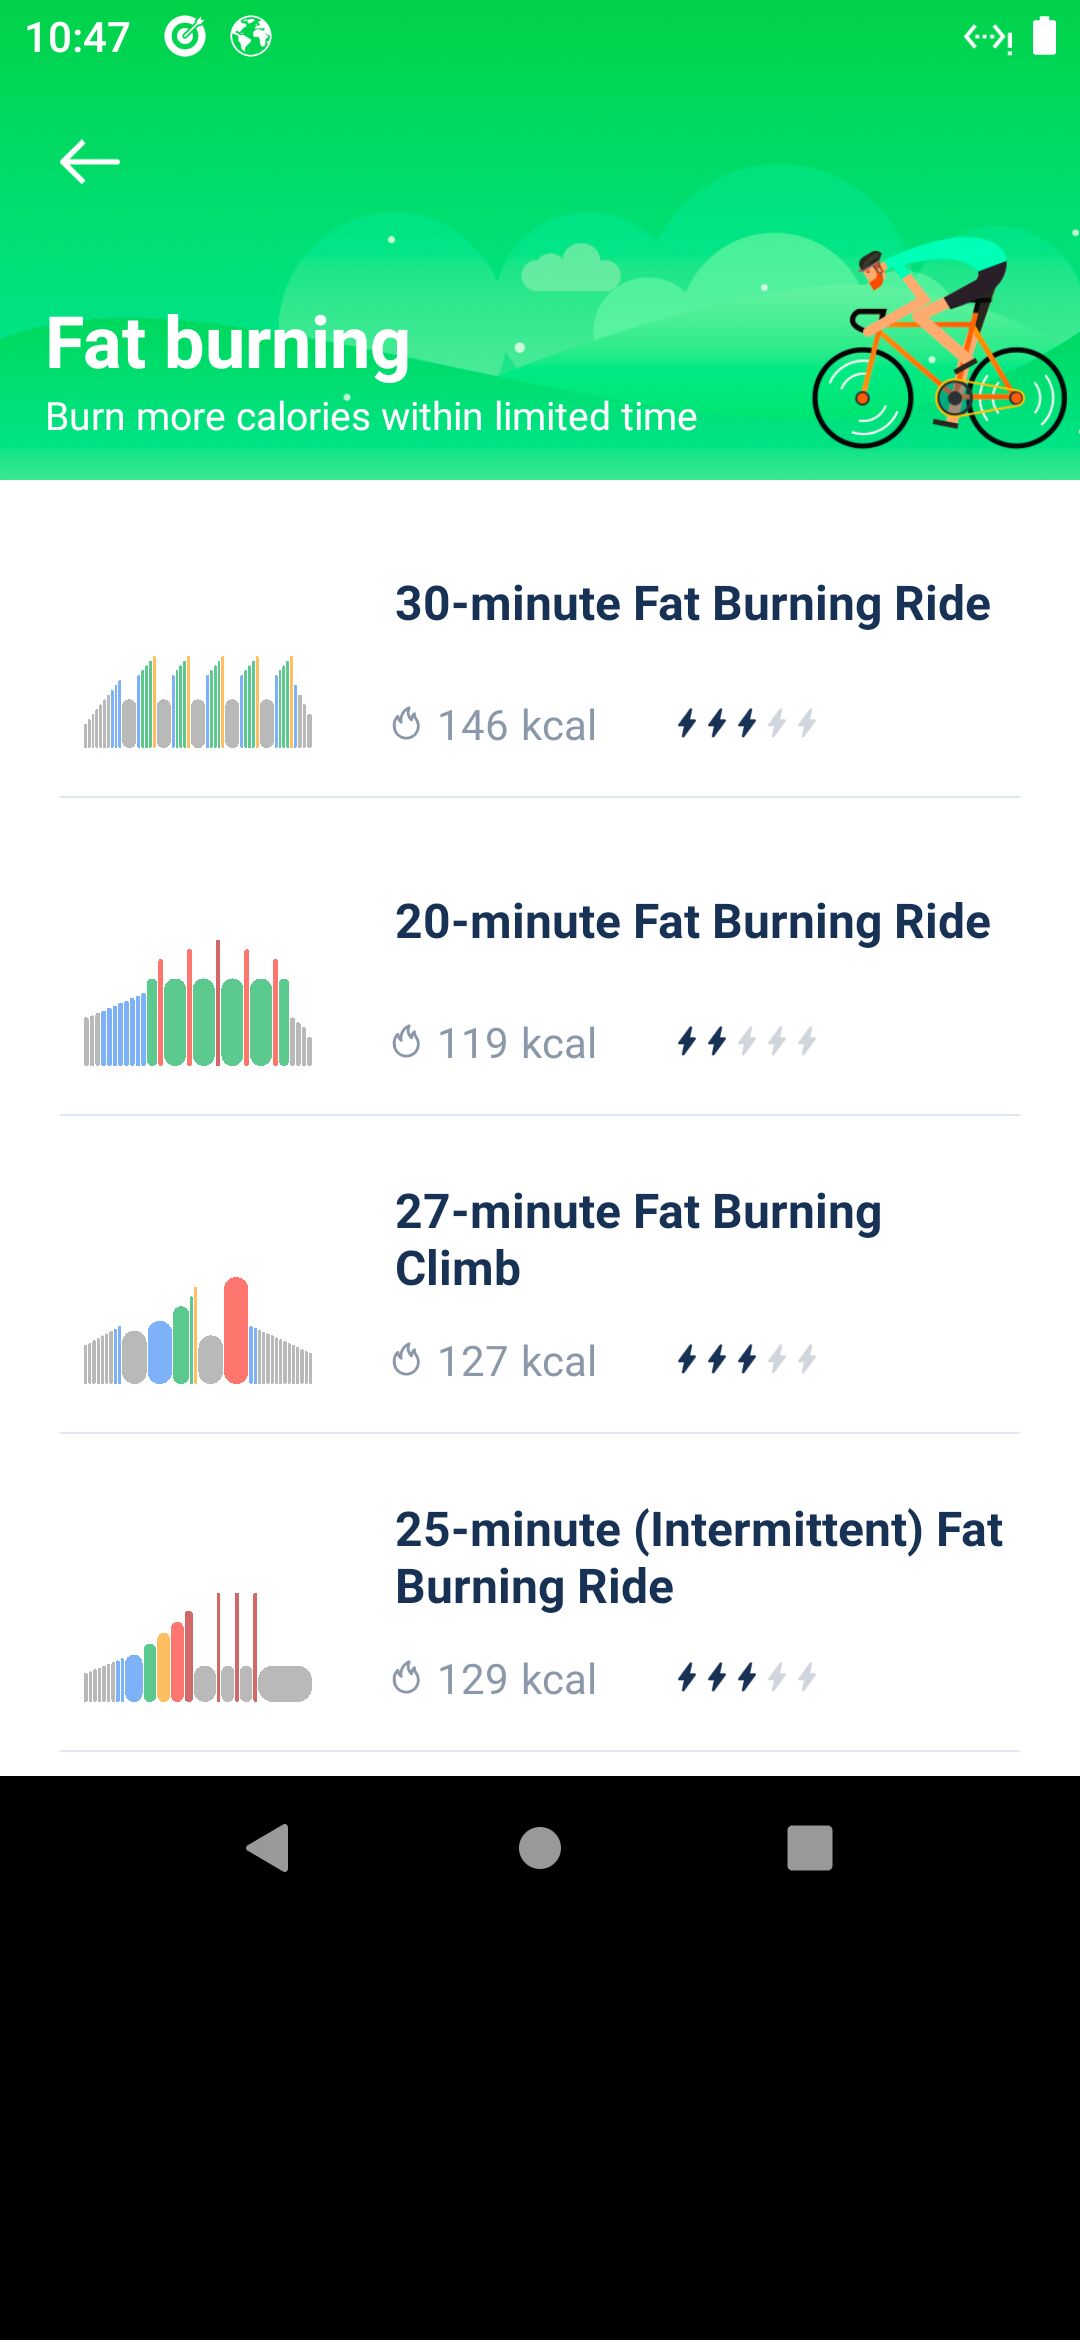 10:47
Fat burning
Burn more calories within limited time
30-minute Fat Burning Ride
146 kcal
20-minute Fat Burning Ride
119 kcal
27-minute Fat Burning
Climb
127 kcal
25-minute (Intermittent) Fat
Burning Ride
129 kcal